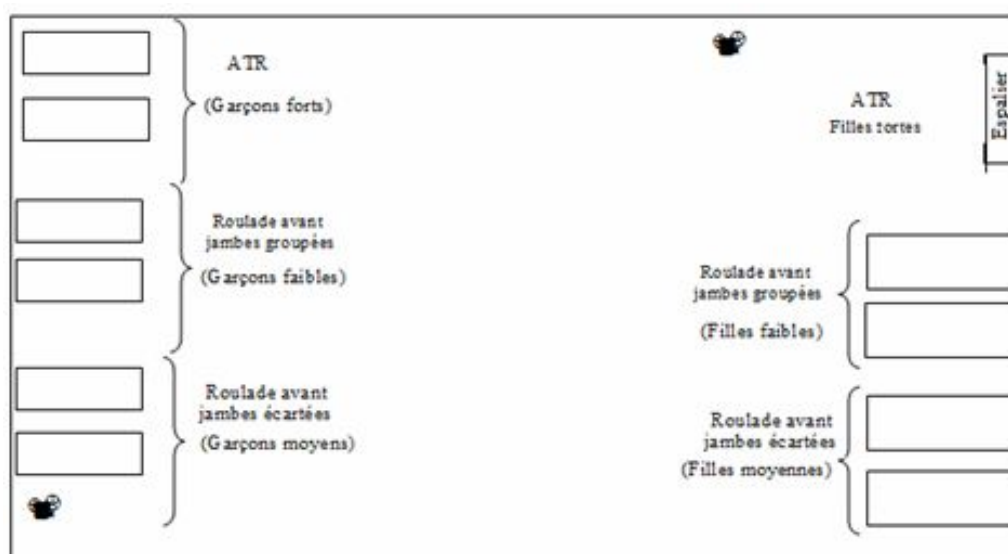 ATR
(Garçons forts)
Roulade avant
jambes groupées
(Garçons faibles)
Roulade avant
jambes écartées
(Garçons moyens)
ATR
Filles tortes
Espalier
Roulade avant
jambes groupées
(Filles faibles)
Roulade avant
jambes écartées
(Filles moyennes)